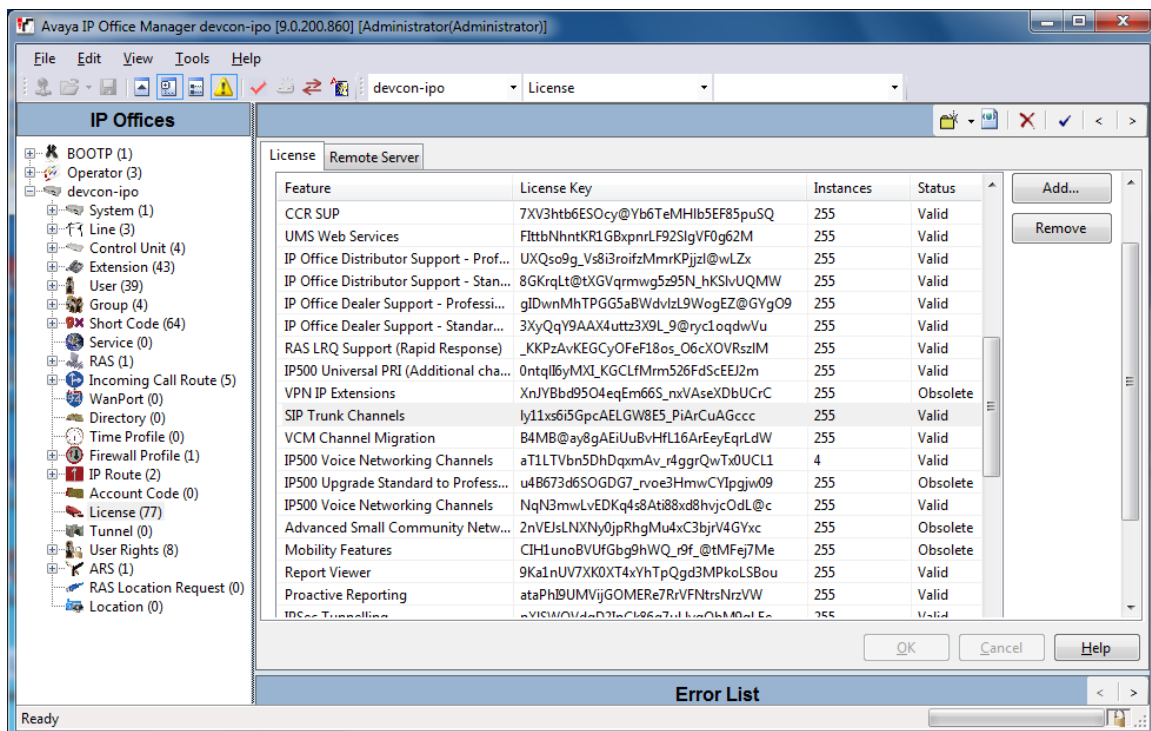 Avaya IP Office Manager devcon-ipo [9.0.200.860] [Administrator(Administrator)]
File Edit View Tools Help
devcon-ipo License
IP Offices
BOOTP (1)
Operator (3)
devcon-ipo
System (1)
Line (3)
Control Unit (4)
Extension (43)
User (39)
Group (4)
Short Code (64)
Service (0)
RAS (1)
Incoming Call Route (5)
WanPort (0)
Directory (0)
Time Profile (0)
Firewall Profile (1)
IP Route (2)
Account Code (0)
License (77)
Tunnel (0)
User Rights (8)
ARS (1)
RAS Location Request (0)
Location (0)
License Remote Server
Feature License Key Instances Status
CCR SUP 7XV3htb6ESOcy@Yb6TeMHIb5EF85puSQ 255 Valid
UMS Web Services FIttbNhntKR1GBxpnrLF92SIgVF0g62M 255 Valid
IP Office Distributor Support - Prof... UXQso9g_Vs8i3roifzMmrKPjjzI@wLZx 255 Valid
IP Office Distributor Support - Stan... 8GKrqLt@tXGVqrmwg5z95N_hKSlvUQMW 255 Valid
IP Office Dealer Support - Professi... gIDwnMhTPGG5aBWdvlzL9WogEZ@GYgO9 255 Valid
IP Office Dealer Support - Standar... 3XyQqY9AAX4uttz3X9L_9@ryc1oqdwVu 255 Valid
RAS LRQ Support (Rapid Response) _KKPzAvKEGCyOFeF18os_O6cXOVRszIM 255 Valid
IP500 Universal PRI (Additional cha... 0ntqII6yMXI_KGCLfMrm526FdScEEJ2m 255 Valid
VPN IP Extensions XnJYBbd95O4eqEm66S_nxVAseXDbUCrC 255 Obsolete
SIP Trunk Channels Iy11xs6i5GpcAELGW8E5_PiArCuAGccc 255 Valid
VCM Channel Migration B4MB@ay8gAEiUuBvHfL16ArEeyEqrLdW 255 Valid
IP500 Voice Networking Channels aT1LTVbn5DhDqxmAv_r4ggrQwTx0UCL1 4 Valid
IP500 Upgrade Standard to Profess... u4B673d6SOGDG7_rvoe3HmwCYIpgjw09 255 Obsolete
IP500 Voice Networking Channels NqN3mwLvEDKq4s8Ati88xd8hvjcOdL@c 255 Valid
Advanced Small Community Netw... 2nVEJsLNXNy0jpRhgMu4xC3bjrV4GYxc 255 Obsolete
Mobility Features CIH1unoBVUfGbg9hWQ_r9f_@tMFej7Me 255 Obsolete
Report Viewer 9Ka1nUV7XK0XT4xYhTpQgd3MPkoLSBou 255 Valid
Proactive Reporting ataPhI9UMVijGOMERe7RrVFNtrsNrzVW 255 Valid
IPSec Tunnelling 255 Valid
Add...
Remove
OK Cancel Help
Error List
Ready